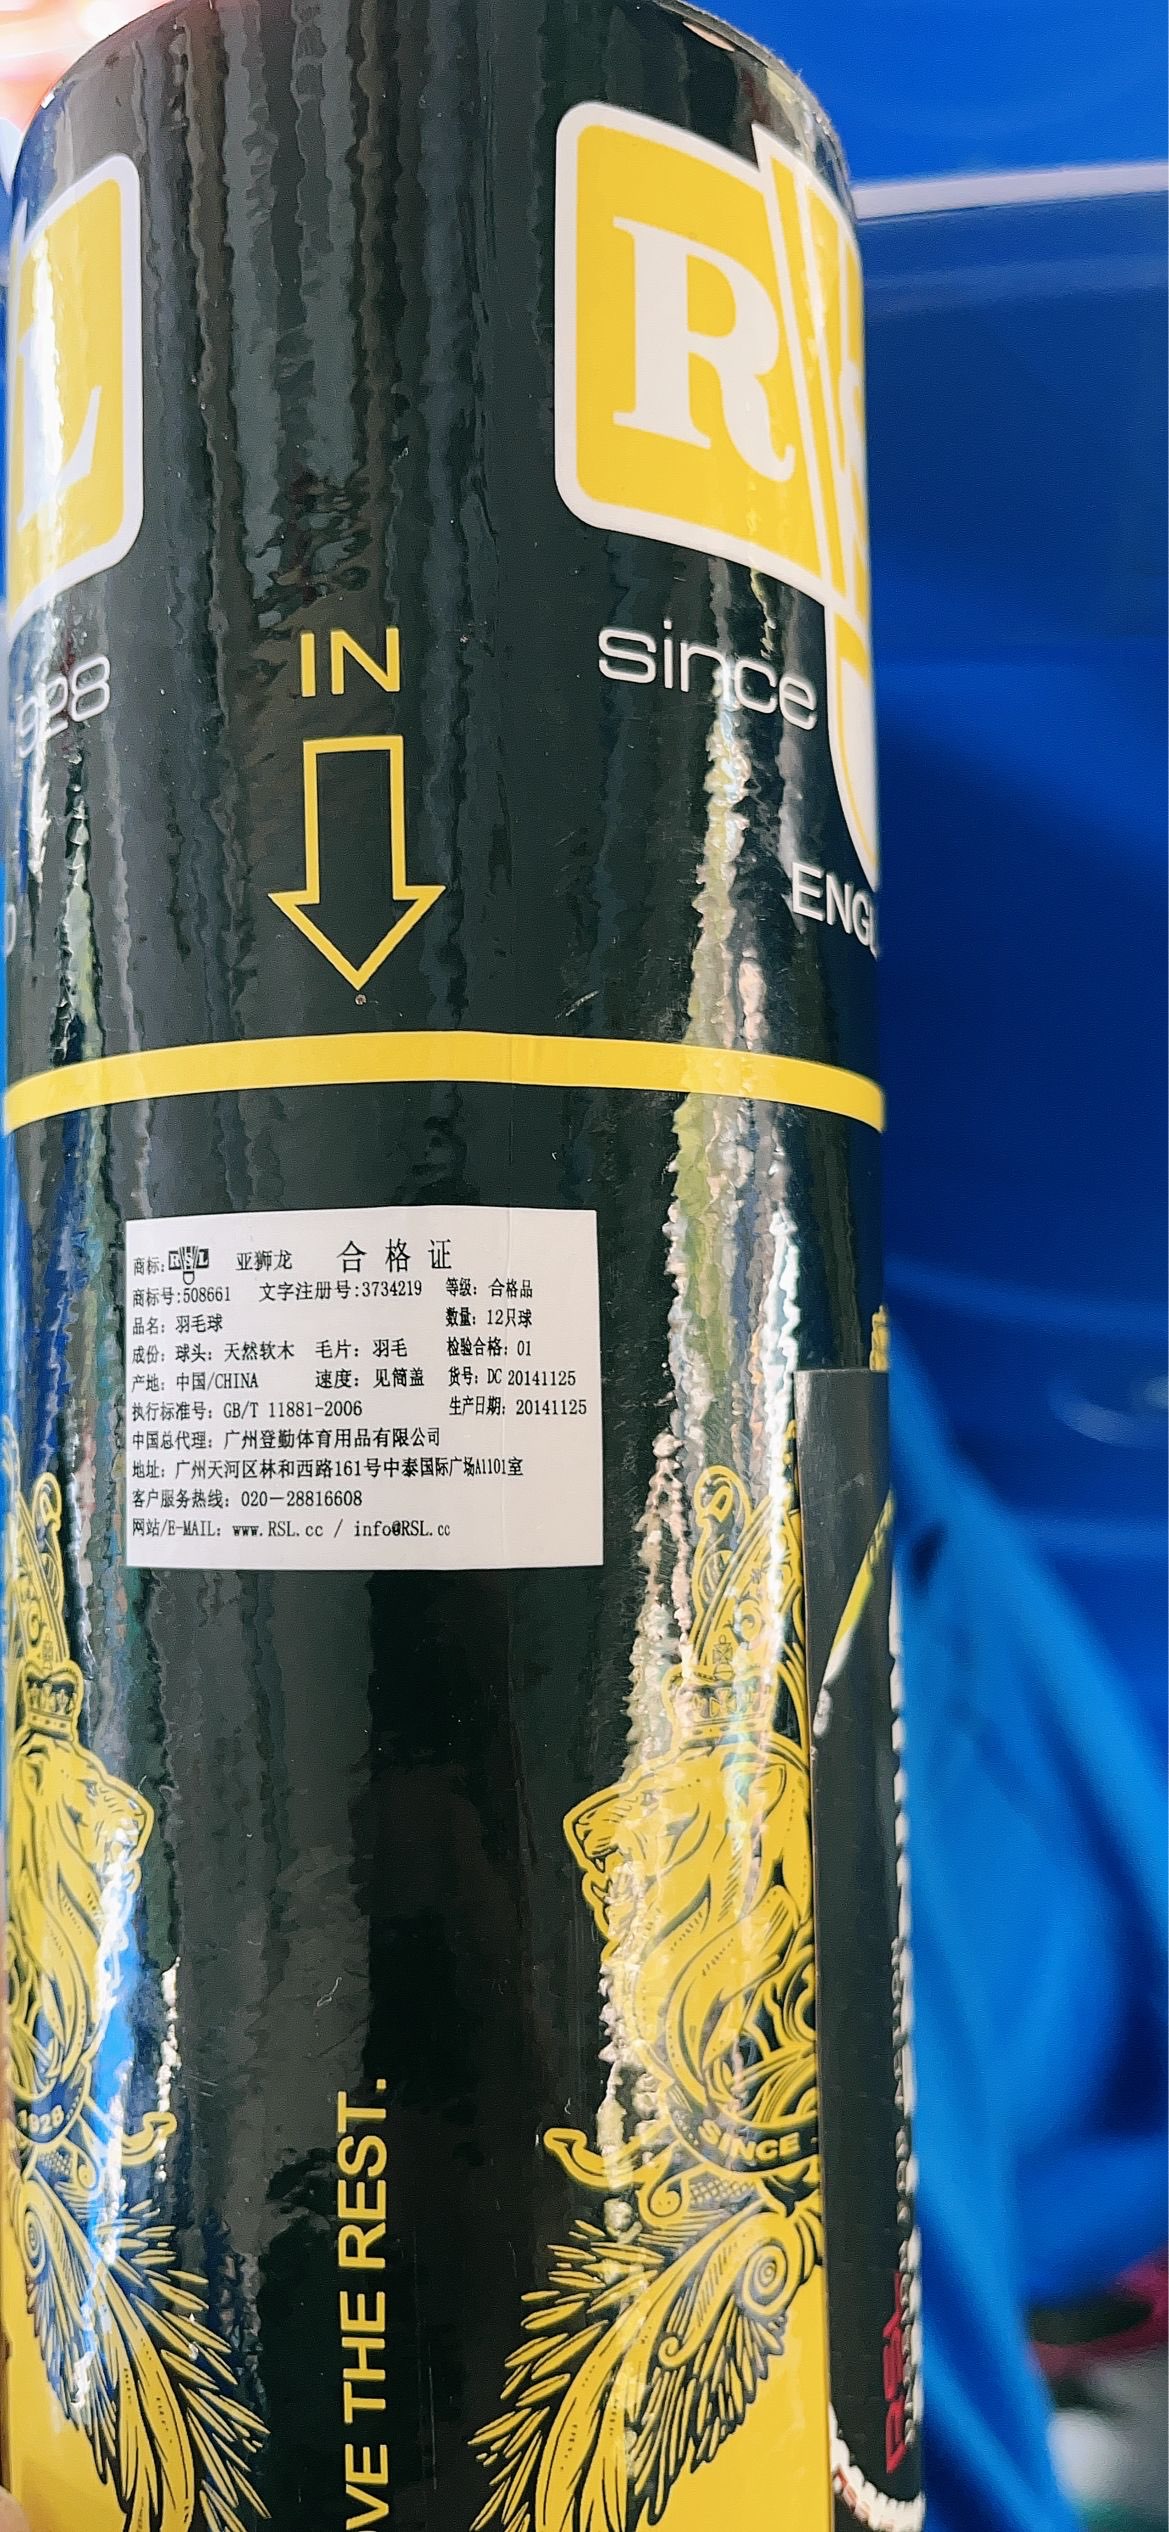 L
R
IN
since
928
ENGL
商标: RSL 亚狮龙 合格证
商标号:508661 文字注册号:3734219 等级: 合格品
品名: 羽毛球 数量: 12只球
成份: 球头: 天然软木 毛片: 羽毛 检验合格: 01
产地: 中国/CHINA 速度: 见筒盖 货号: DC 20141125
执行标准号: GB/T 11881-2006 生产日期: 20141125
中国总代理: 广州登勤体育用品有限公司
地址: 广州天河区林和西路161号中泰国际广场A1101室
客户服务热线: 020-28816608
网站/E-MAIL: www.RSL.cc / info@RSL.cc
1928
SINCE
OVE THE REST.